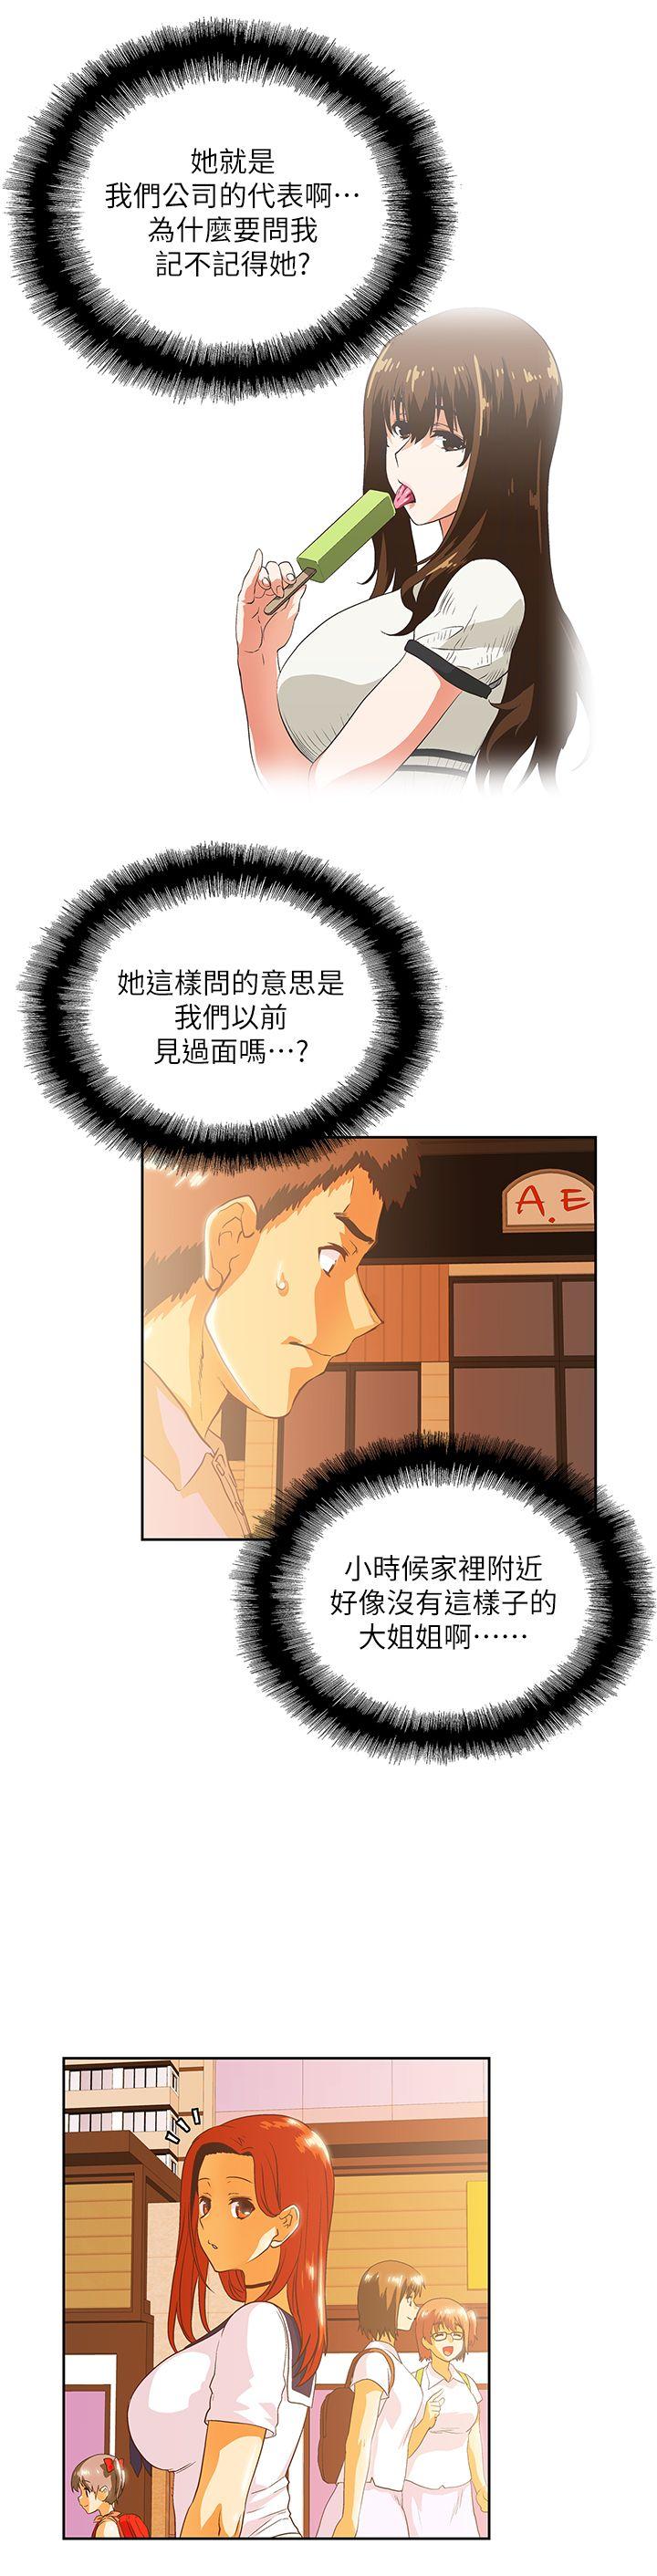 她就是
我們公司的代表啊⋯
為什麼要問我
記不記得她?
她這樣問的意思是
我們以前
見過面嗎⋯?
A.E
小時候家裡附近
好像沒有這樣子的
大姐姐啊⋯⋯